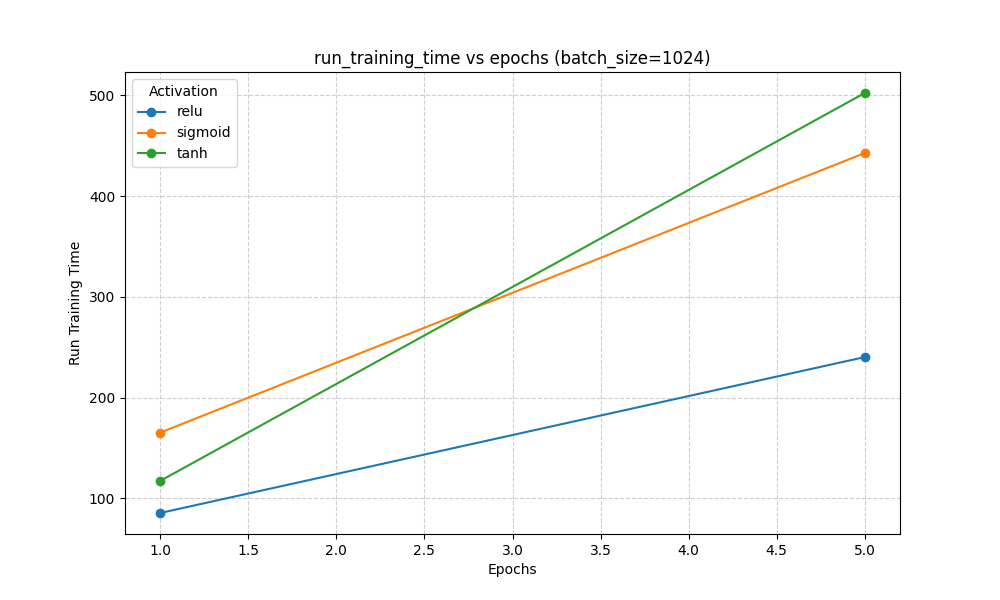 run_training_time vs epochs (batch_size=1024)
Activation
relu
sigmoid
tanh
Run Training Time
500
400
300
200
100
1.0 1.5 2.0 2.5 3.0 3.5 4.0 4.5 5.0
Epochs